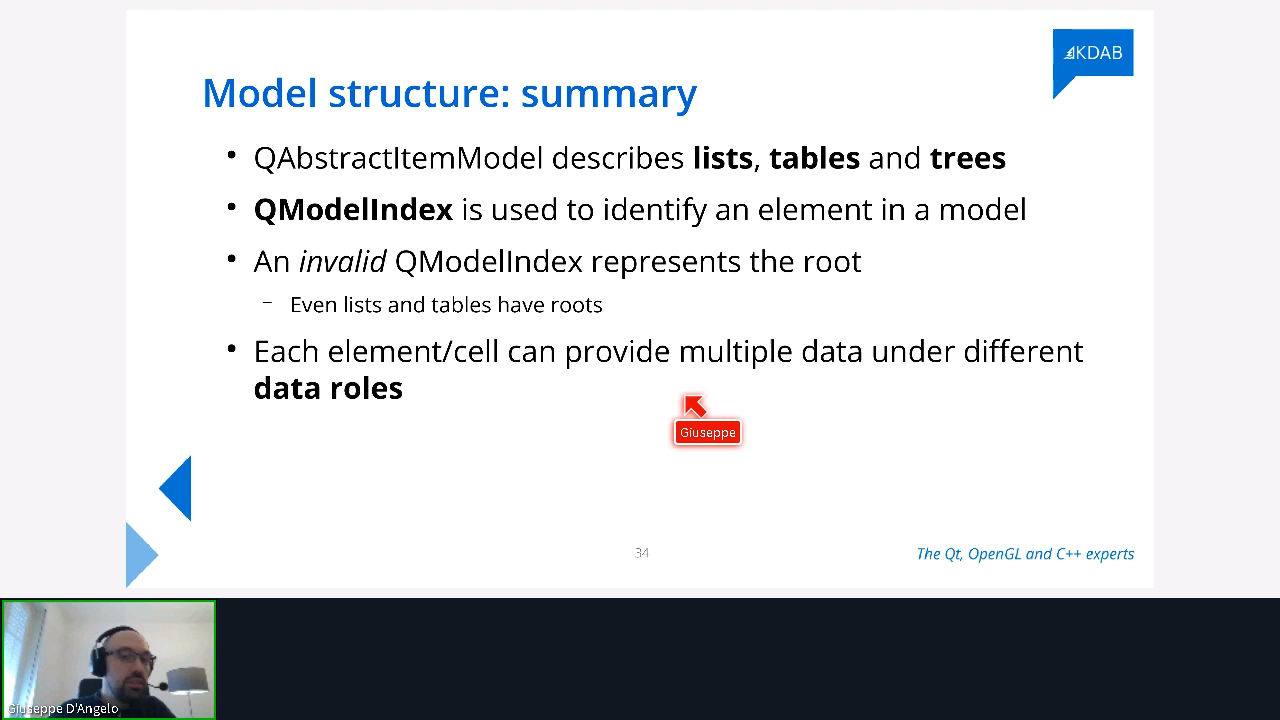 KDAB
Model structure: summary
• QAbstractItemModel describes lists, tables and trees
• QModelIndex is used to identify an element in a model
• An invalid QModelIndex represents the root
– Even lists and tables have roots
• Each element/cell can provide multiple data under different
data roles
Giuseppe
34
The Qt, OpenGL and C++ experts
Giuseppe D'Angelo